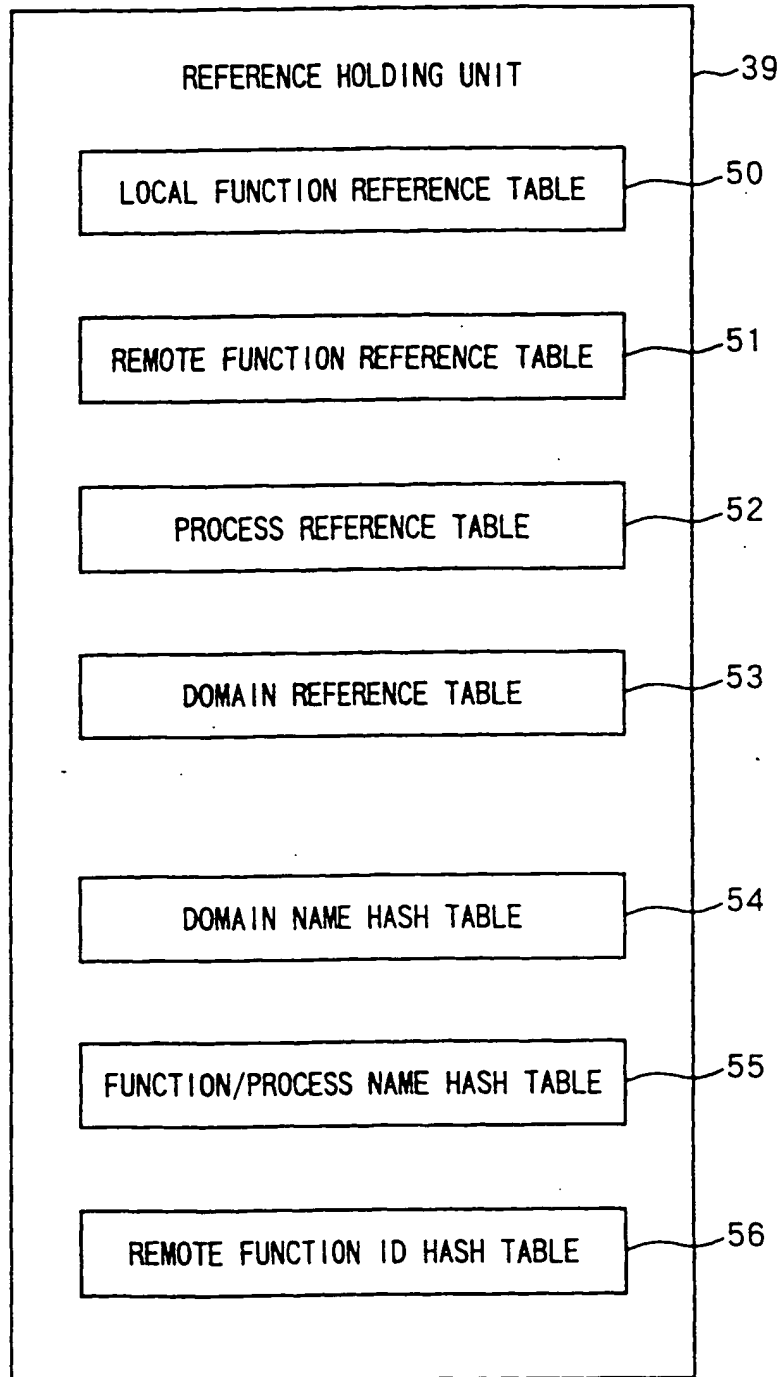 REFERENCE HOLDING UNIT 39
LOCAL FUNCTION REFERENCE TABLE 50
REMOTE FUNCTION REFERENCE TABLE 51
PROCESS REFERENCE TABLE 52
DOMAIN REFERENCE TABLE 53
DOMAIN NAME HASH TABLE 54
FUNCTION/PROCESS NAME HASH TABLE 55
REMOTE FUNCTION ID HASH TABLE 56